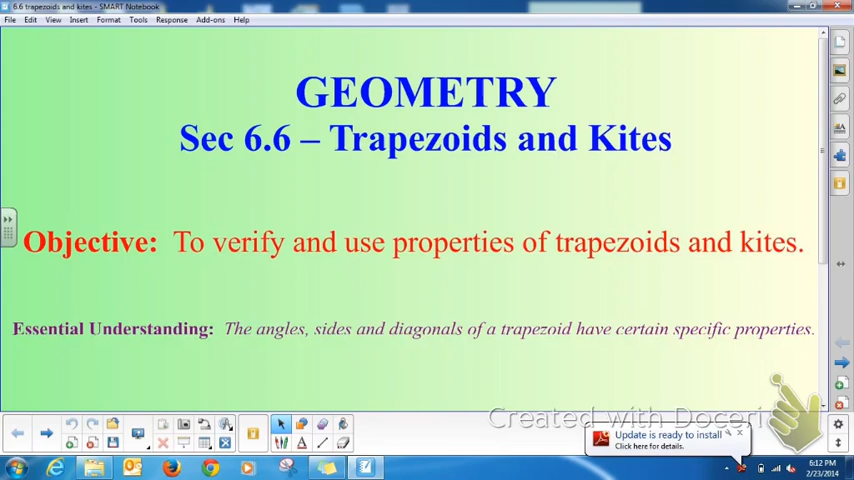 6.6 trapezoids and kites - SMART Notebook
File Edit View Insert Format Tools Response Add-ons Help
GEOMETRY
Sec 6.6 – Trapezoids and Kites
Objective: To verify and use properties of trapezoids and kites.
Essential Understanding: The angles, sides and diagonals of a trapezoid have certain specific properties.
Created with Doceri
Update is ready to install
Click here for details.
6:12 PM
2/23/2014